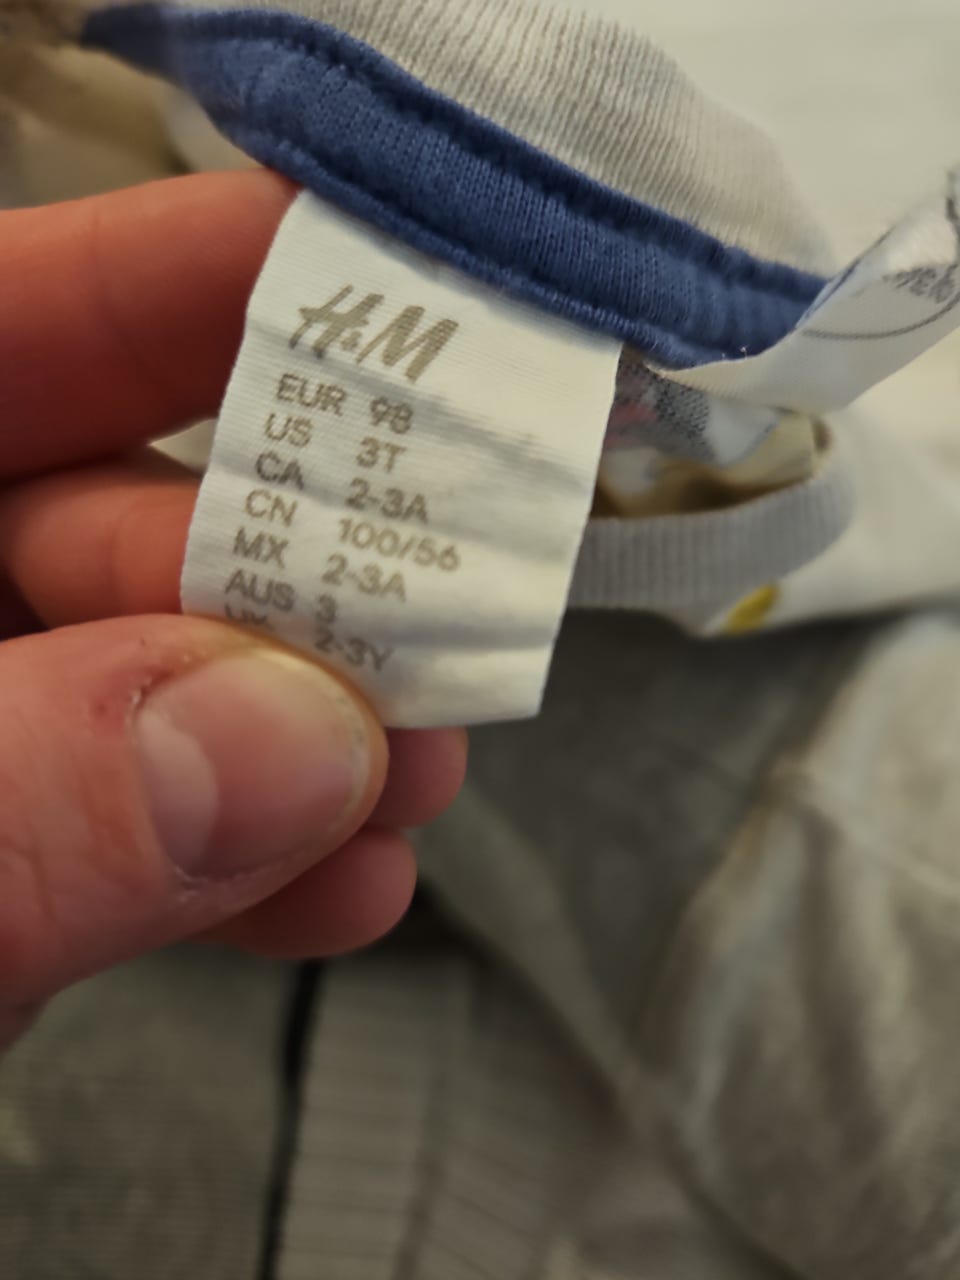 H&M
EUR 98
US 3T
CA 2-3A
CN 100/56
MX 2-3A
AUS 3
2-3Y